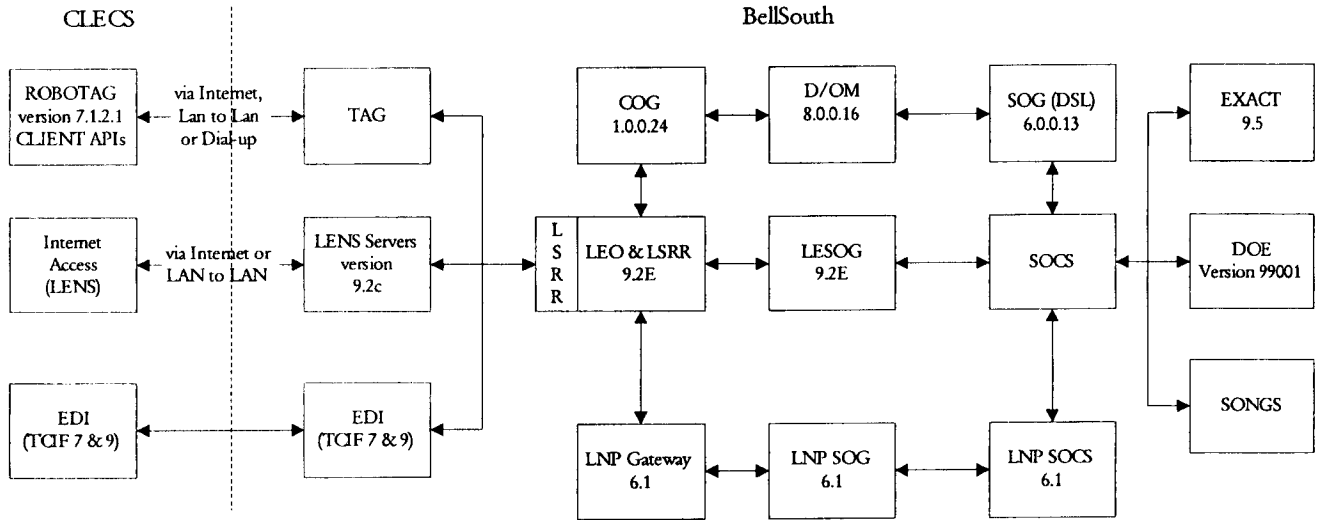 CLECS
BellSouth
ROBOTAG
version 7.1.2.1
CLIENT APIs
via Internet,
Lan to Lan
or Dial-up
TAG
COG
1.0.0.24
D/OM
8.0.0.16
SOG (DSL)
6.0.0.13
EXACT
9.5
Internet
Access
(LENS)
via Internet or
LAN to LAN
LENS Servers
version
9.2c
L
S
R
R
LEO & LSRR
9.2E
LESOG
9.2E
SOCS
DOE
Version 99001
EDI
(TCIF 7 & 9)
EDI
(TCIF 7 & 9)
LNP Gateway
6.1
LNP SOG
6.1
LNP SOCS
6.1
SONGS